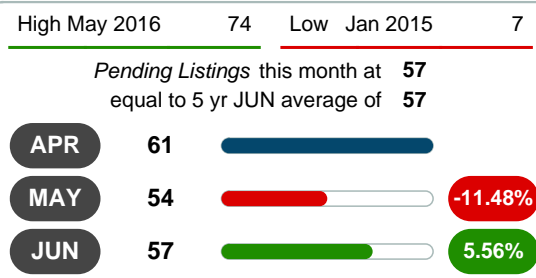 High May 2016 74 Low Jan 2015 7
Pending Listings this month at 57
equal to 5 yr JUN average of 57
APR 61
MAY 54 -11.48%
JUN 57 5.56%